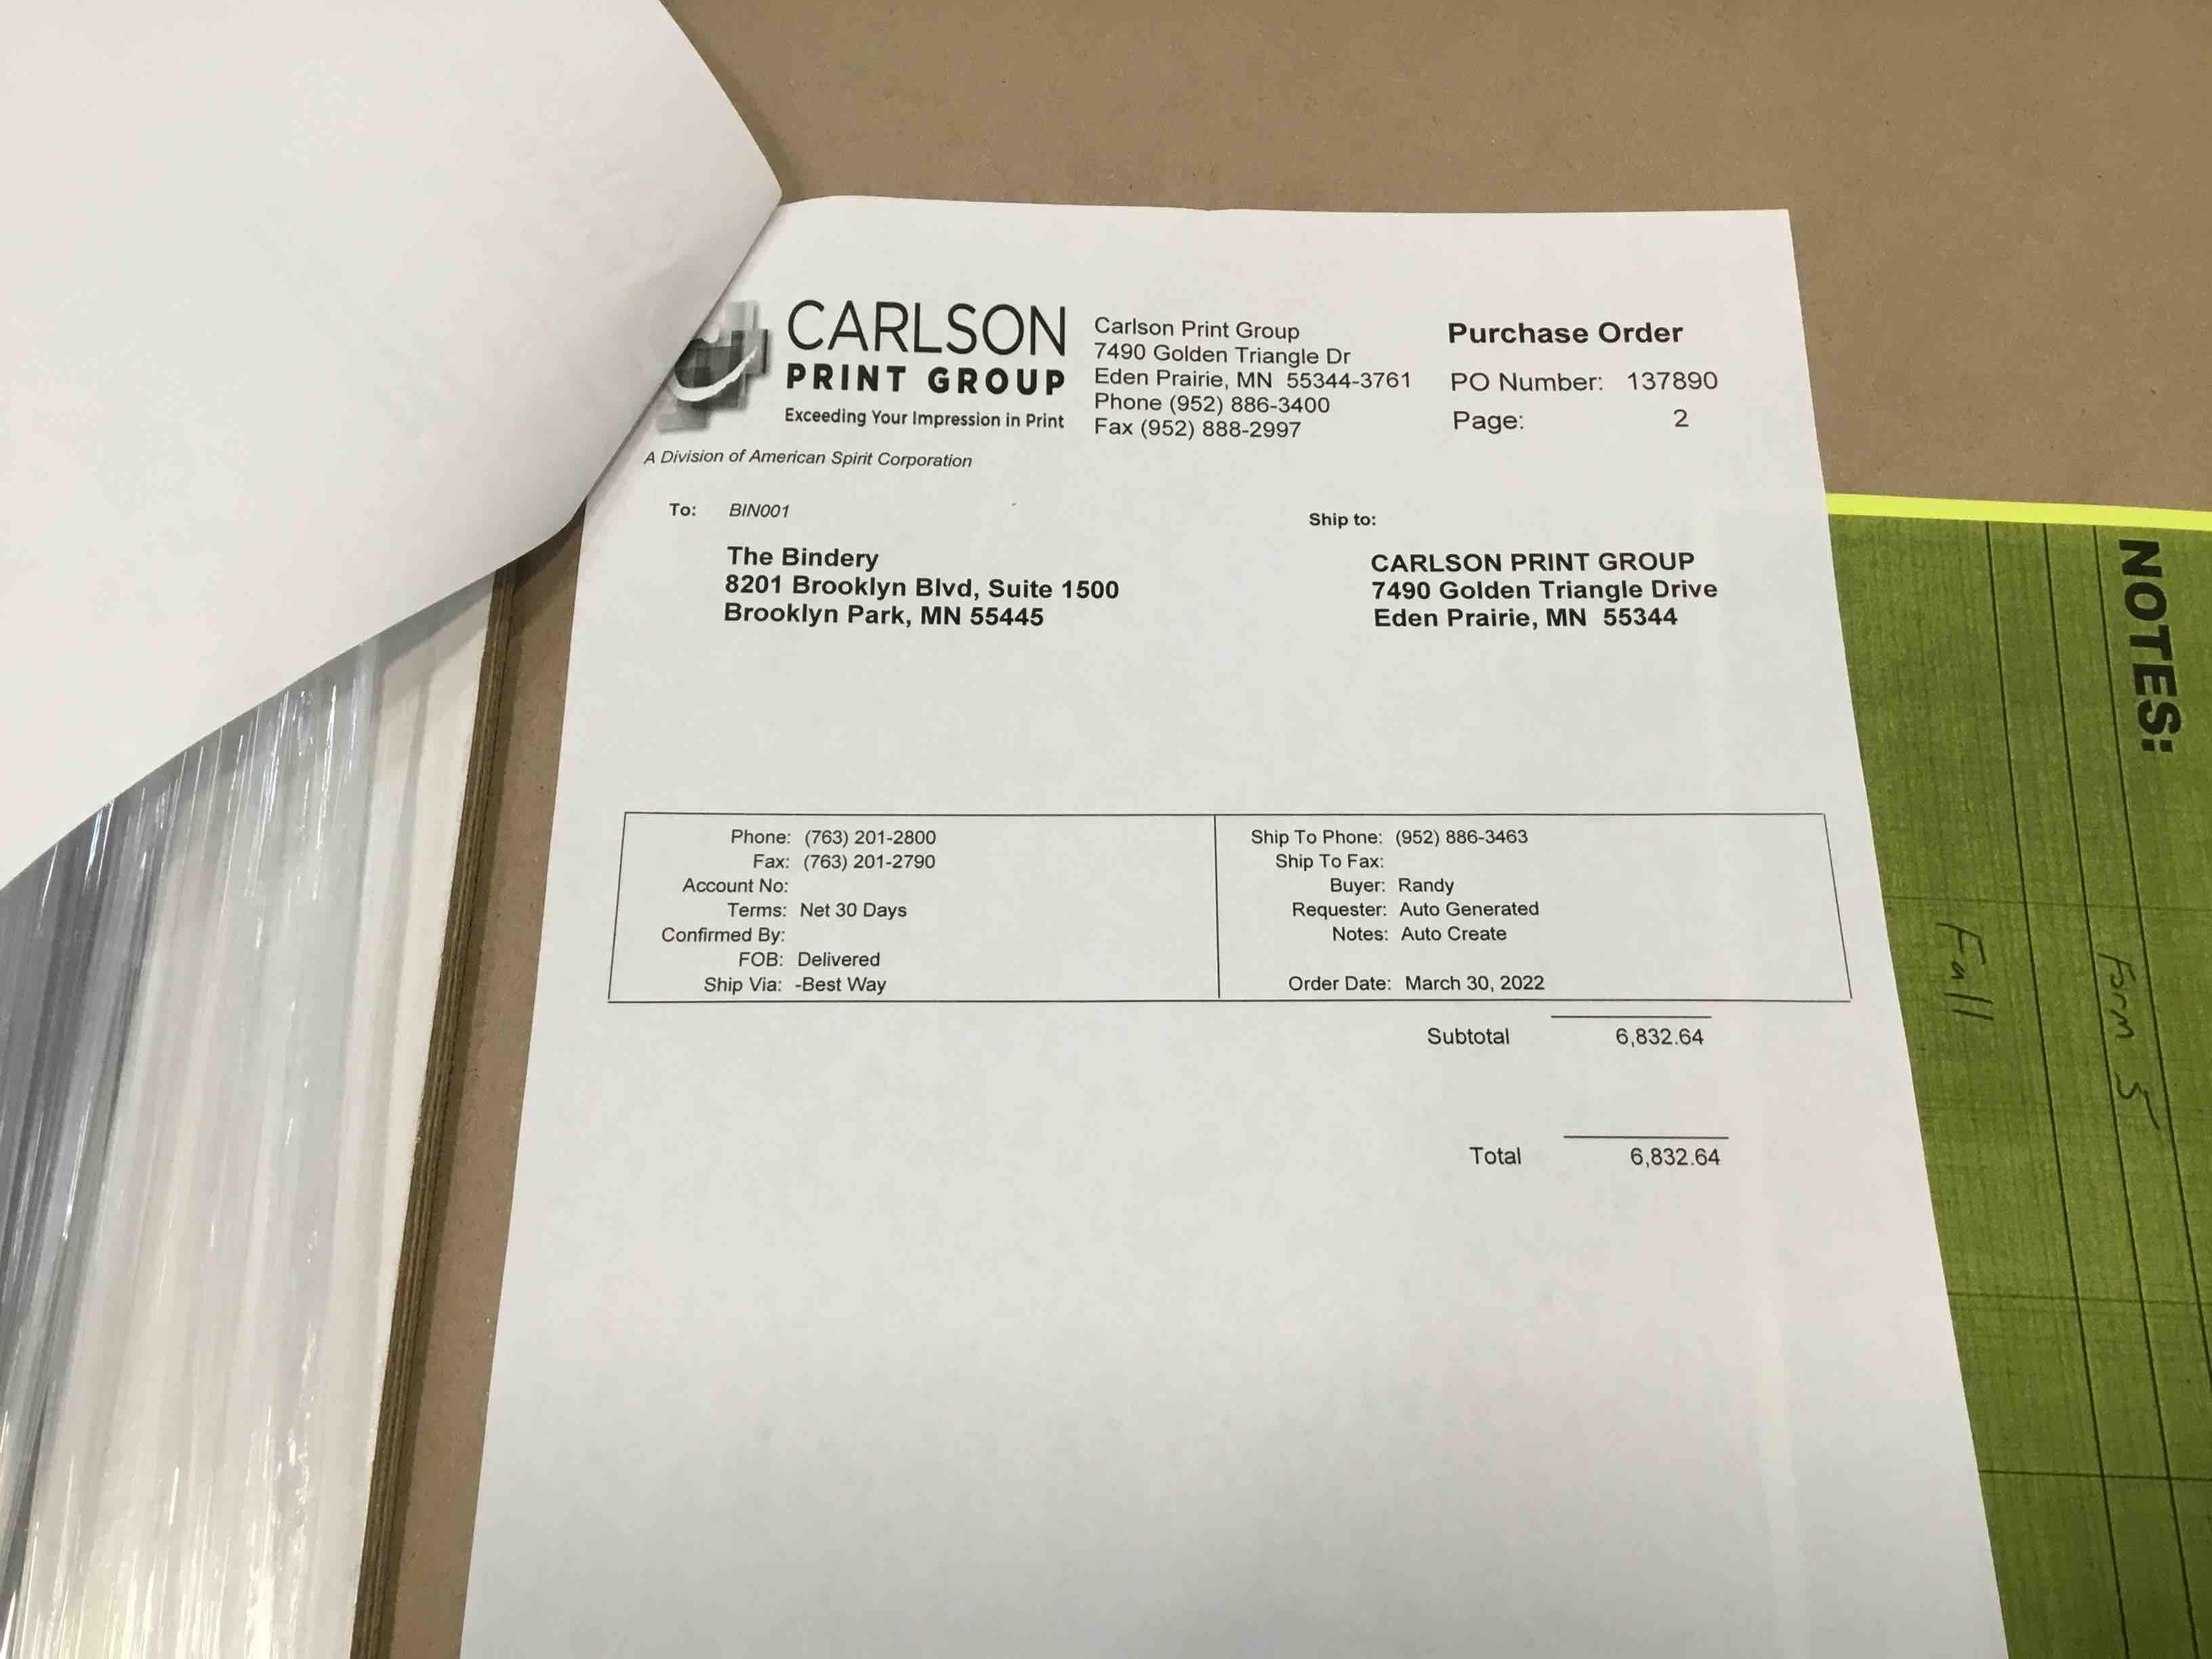 CARLSON
PRINT GROUP
Exceeding Your Impression in Print
A Division of American Spirit Corporation
Carlson Print Group
7490 Golden Triangle Dr
Eden Prairie, MN 55344-3761
Phone (952) 886-3400
Fax (952) 888-2997
Purchase Order
PO Number: 137890
Page: 2
To: BIN001
The Bindery
8201 Brooklyn Blvd, Suite 1500
Brooklyn Park, MN 55445
Ship to:
CARLSON PRINT GROUP
7490 Golden Triangle Drive
Eden Prairie, MN 55344
Phone: (763) 201-2800
Fax: (763) 201-2790
Account No:
Terms: Net 30 Days
Confirmed By:
FOB: Delivered
Ship Via: -Best Way
Ship To Phone: (952) 886-3463
Ship To Fax:
Buyer: Randy
Requester: Auto Generated
Notes: Auto Create
Order Date: March 30, 2022
Subtotal 6,832.64
Total 6,832.64
NOTES:
Form 5
Fall